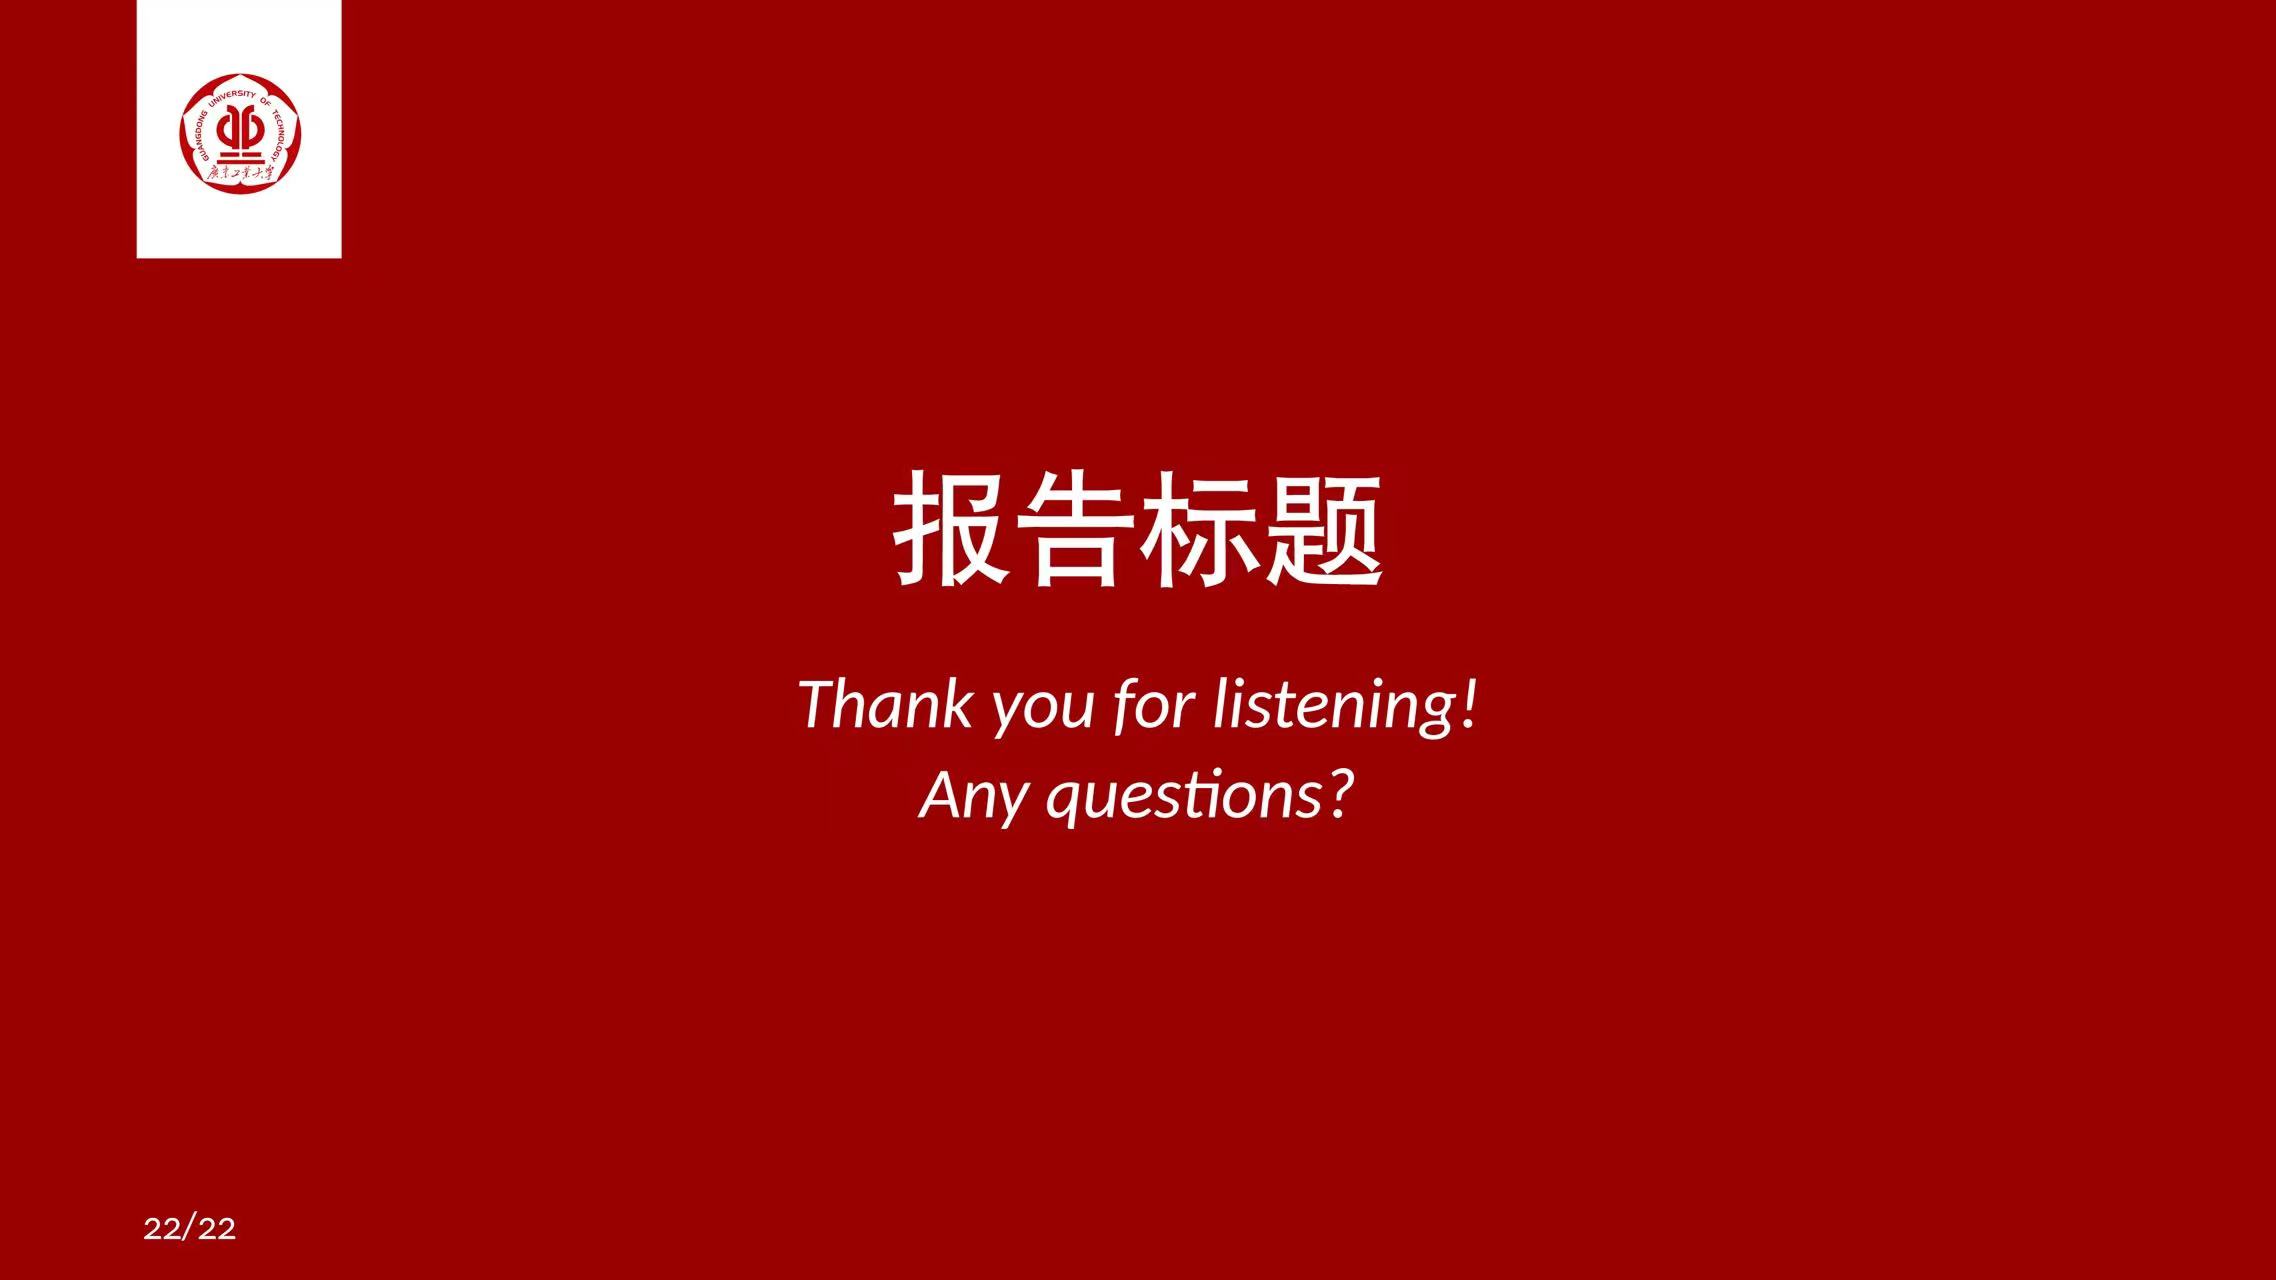 GUANGDONG UNIVERSITY OF TECHNOLOGY
廣東工業大學
报告标题
Thank you for listening!
Any questions?
22/22